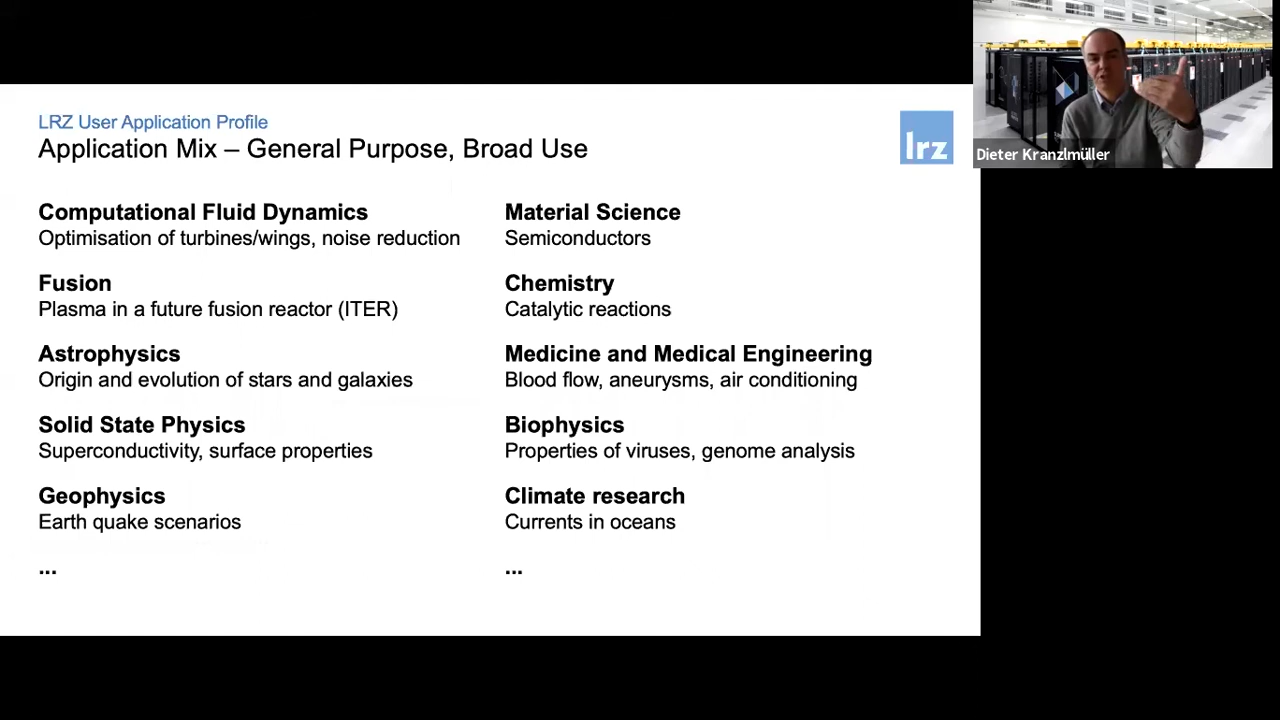 LRZ User Application Profile
Application Mix – General Purpose, Broad Use
lrz
Dieter Kranzlmüller
Computational Fluid Dynamics
Optimisation of turbines/wings, noise reduction
Fusion
Plasma in a future fusion reactor (ITER)
Astrophysics
Origin and evolution of stars and galaxies
Solid State Physics
Superconductivity, surface properties
Geophysics
Earth quake scenarios
...
Material Science
Semiconductors
Chemistry
Catalytic reactions
Medicine and Medical Engineering
Blood flow, aneurysms, air conditioning
Biophysics
Properties of viruses, genome analysis
Climate research
Currents in oceans
...